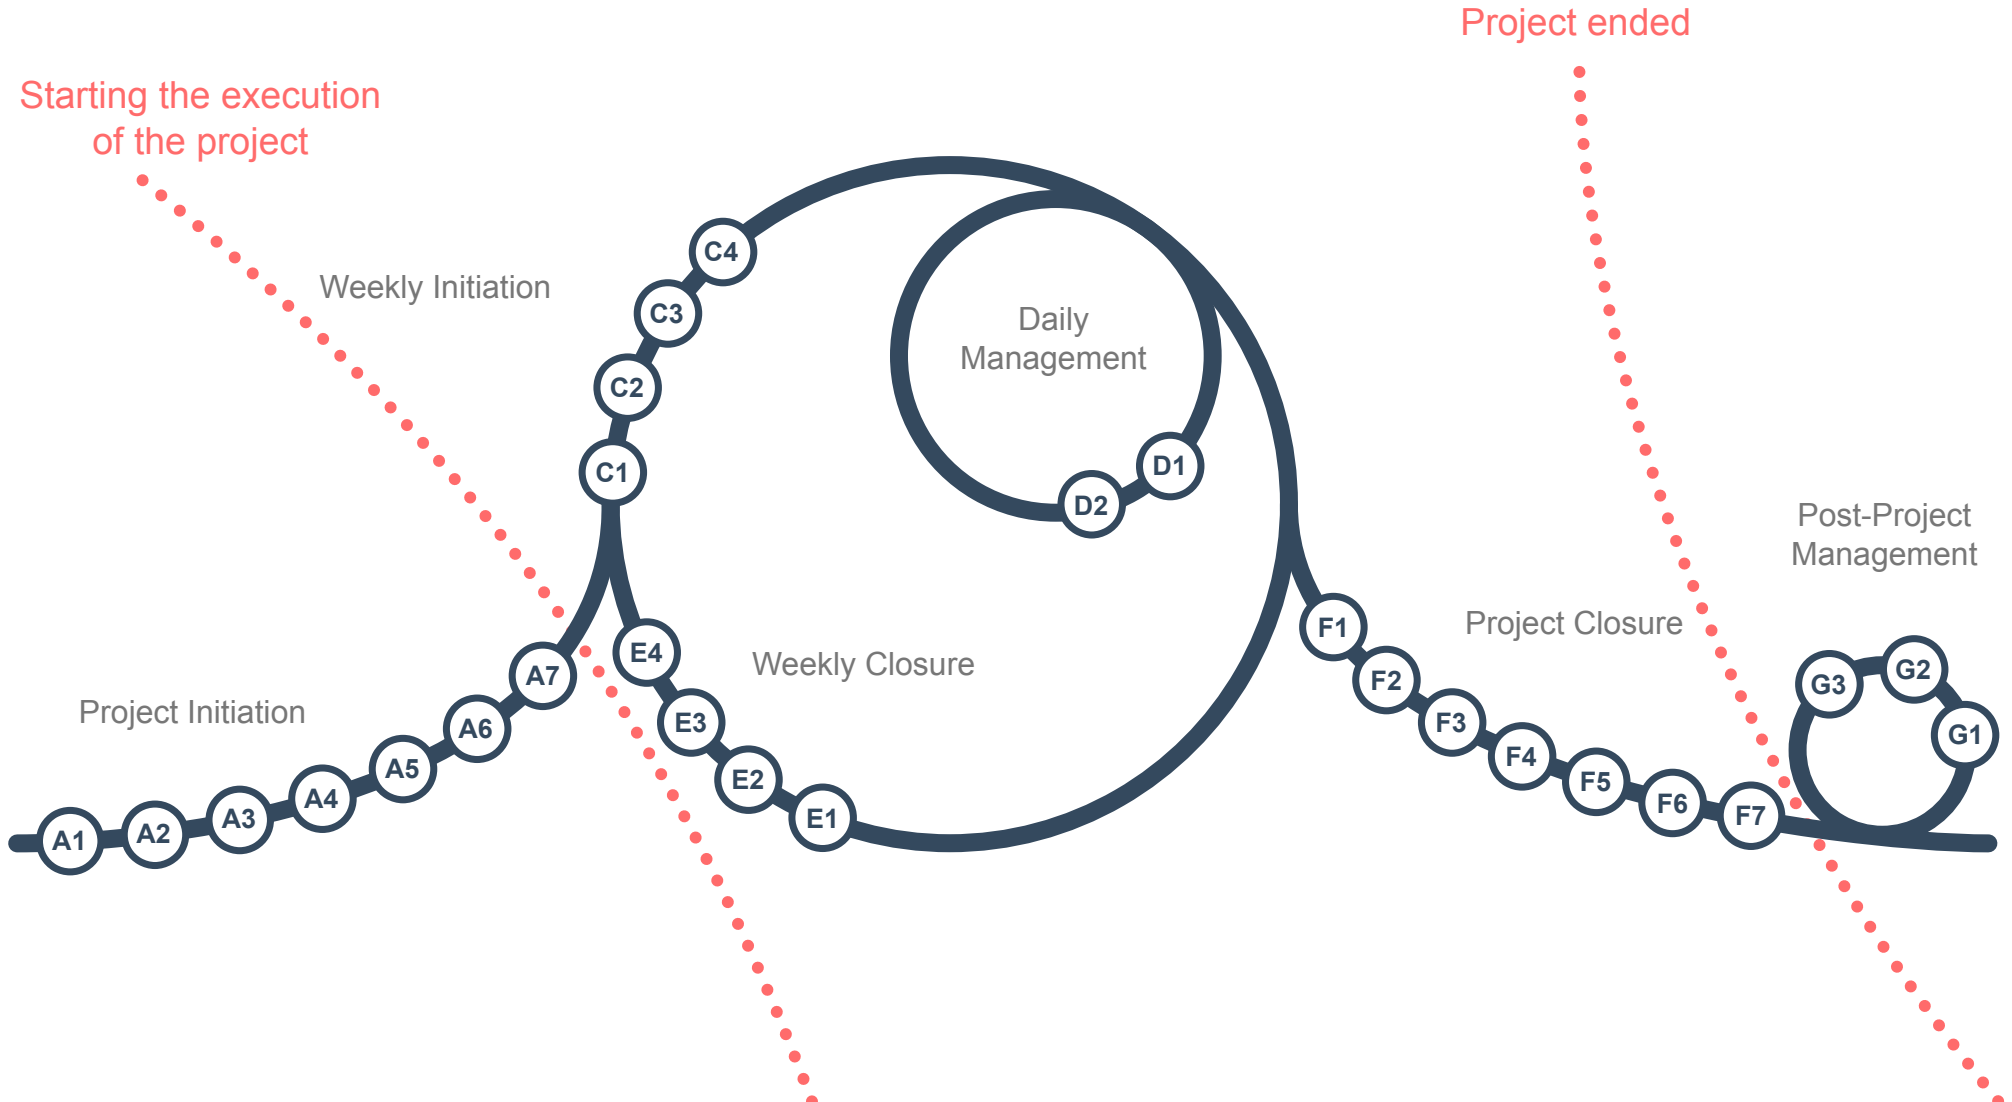 Project ended
Starting the execution
of the project
Weekly Initiation
C4
C3
C2
C1
Daily
Management
D1
D2
Post-Project
Management
Project Closure
Weekly Closure
Project Initiation
A1
A2
A3
A4
A5
A6
A7
E4
E3
E2
E1
F1
F2
F3
F4
F5
F6
F7
G3
G2
G1